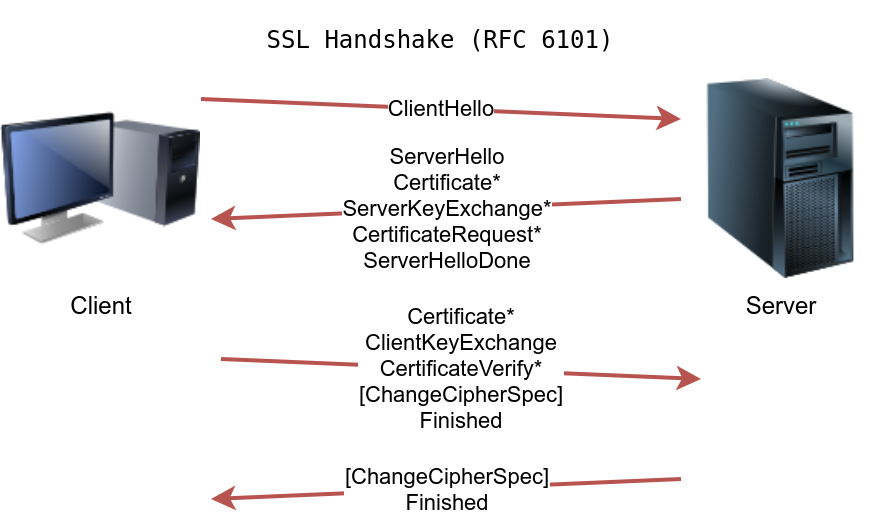 SSL Handshake (RFC 6101)
ClientHello
ServerHello
Certificate*
ServerKeyExchange*
CertificateRequest*
ServerHelloDone
Client
Server
Certificate*
ClientKeyExchange
CertificateVerify*
[ChangeCipherSpec]
Finished
[ChangeCipherSpec]
Finished